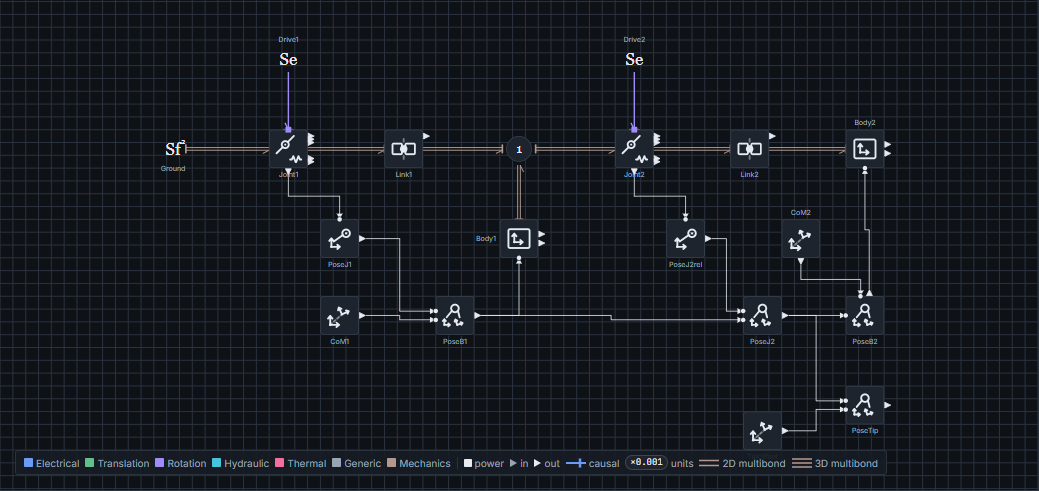 Drive1
Se
Drive2
Se
Body2
Sf
Ground
Joint1
Link1
1
Joint2
Link2
CoM2
Body1
PoseJ1
PoseJ2rel
CoM1
PoseB1
PoseJ2
PoseB2
PoseTip
Electrical Translation Rotation Hydraulic Thermal Generic Mechanics power in out causal ×0.001 units 2D multibond 3D multibond